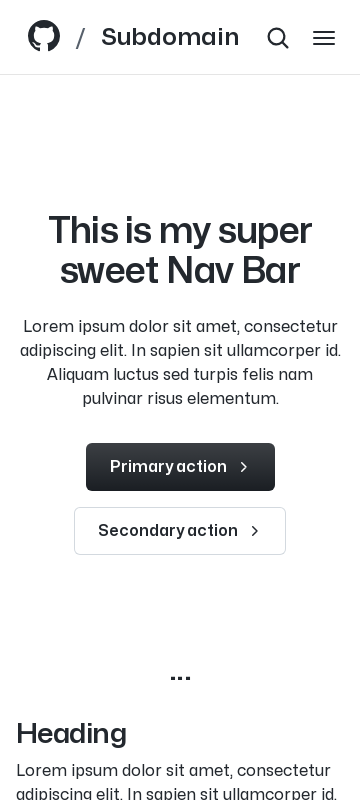 / Subdomain
This is my super
sweet Nav Bar
Lorem ipsum dolor sit amet, consectetur
adipiscing elit. In sapien sit ullamcorper id.
Aliquam luctus sed turpis felis nam
pulvinar risus elementum.
Primary action
Secondary action
...
Heading
Lorem ipsum dolor sit amet, consectetur
adipiscing elit. In sapien sit ullamcorper id.